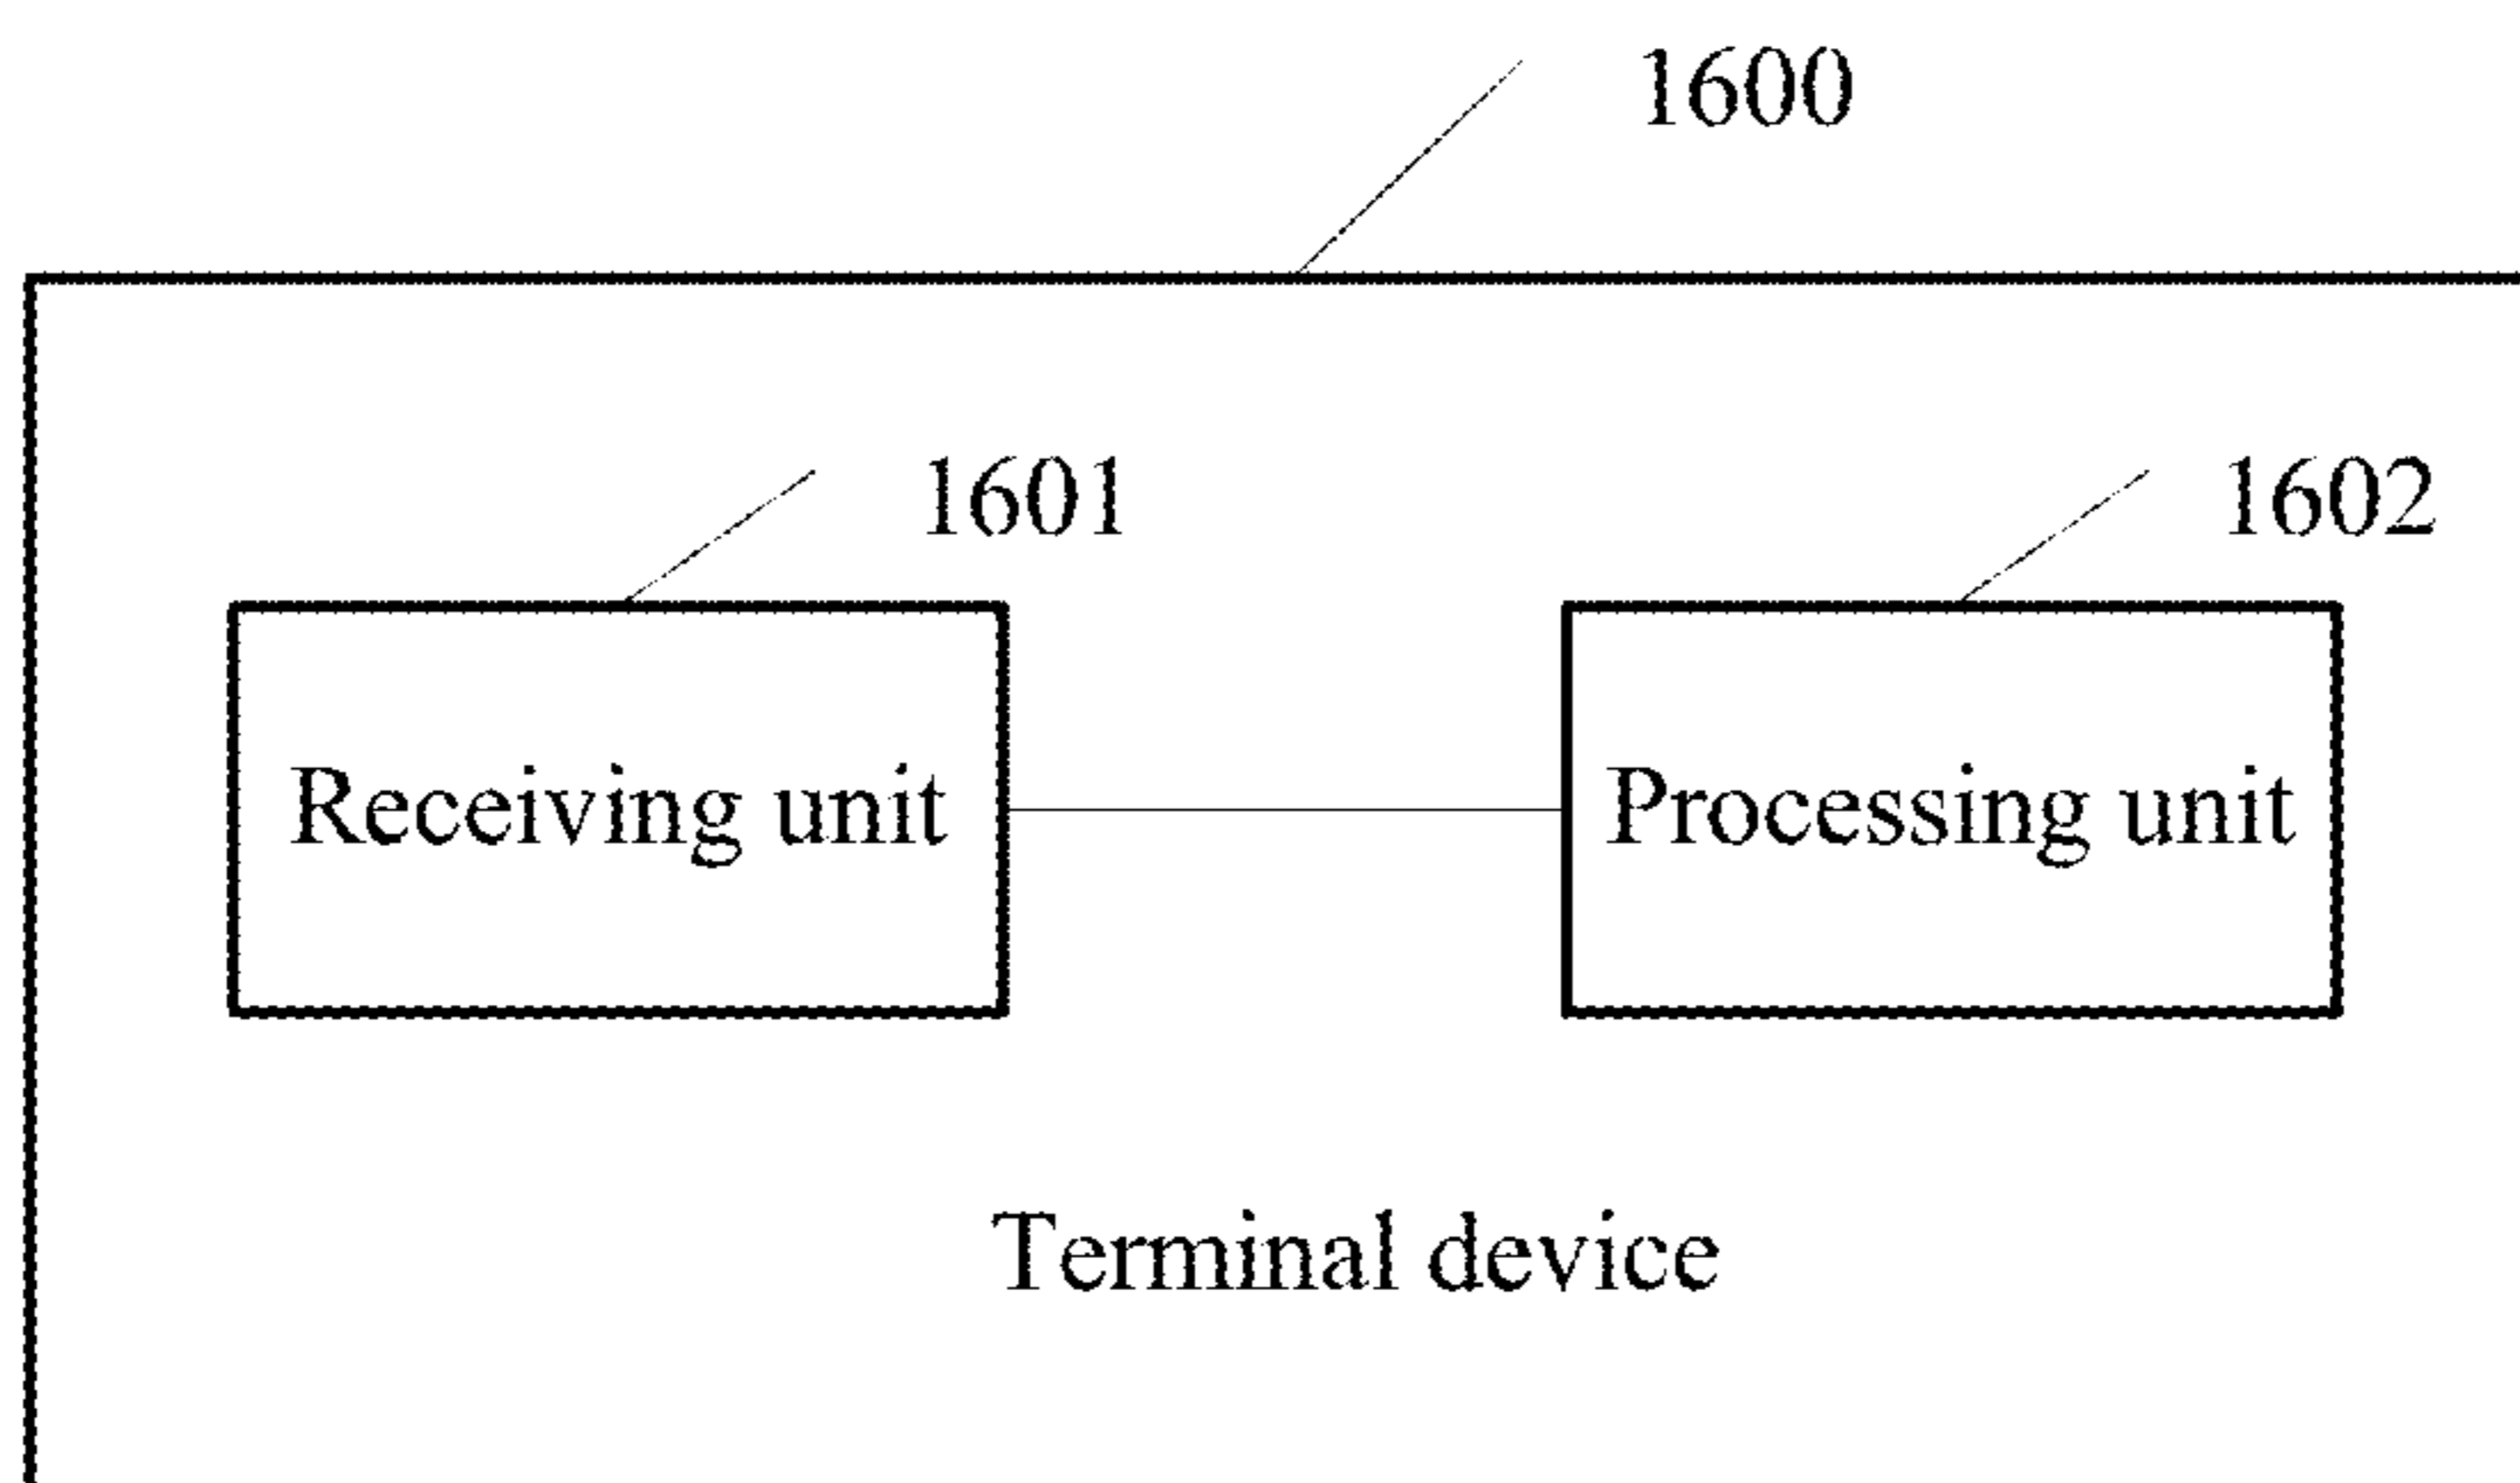 1600
1601
1602
Receiving unit
Processing unit
Terminal device